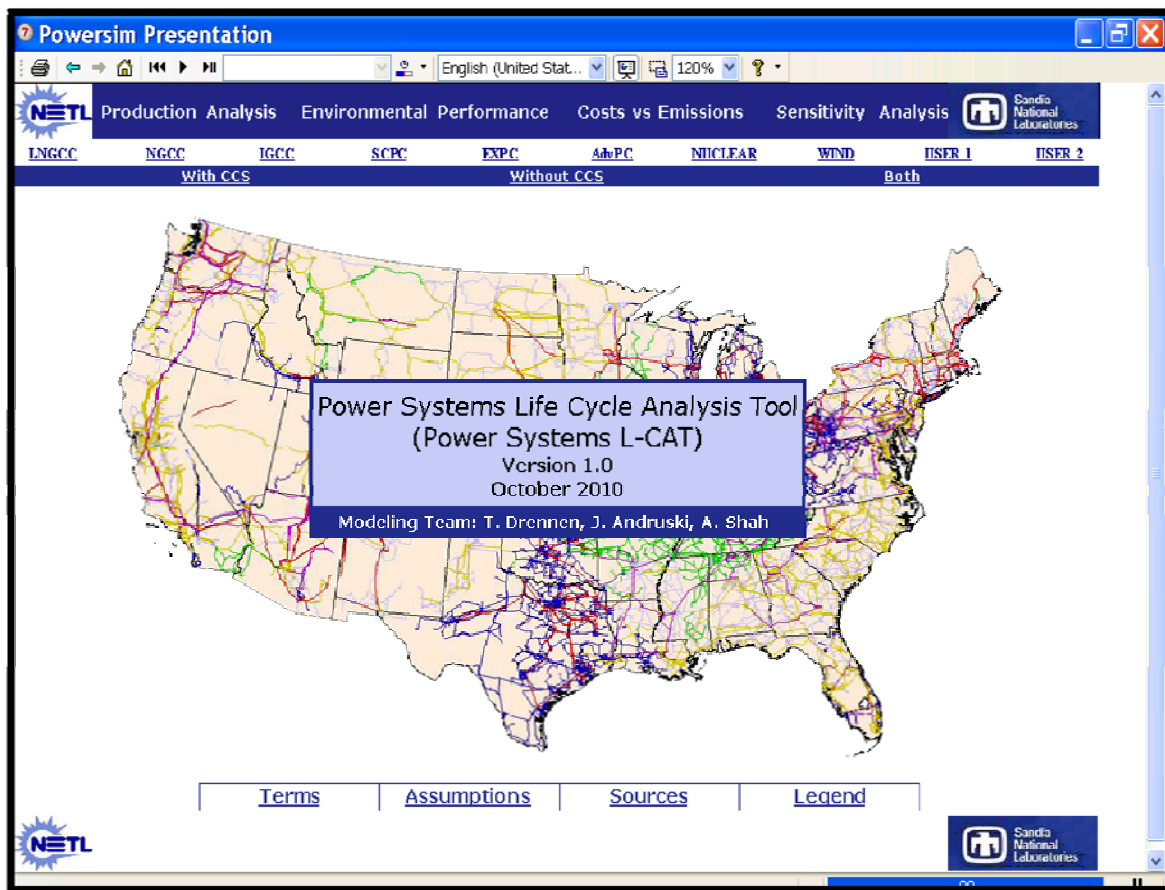 Powersim Presentation
English (United Stat... 120%
NETL Production Analysis Environmental Performance Costs vs Emissions Sensitivity Analysis Sandia National Laboratories
LNGCC NGCC IGCC SCPC EXPC AdvPC NUCLEAR WIND USER 1 USER 2
With CCS Without CCS Both
Power Systems Life Cycle Analysis Tool
(Power Systems L-CAT)
Version 1.0
October 2010
Modeling Team: T. Drennen, J. Andruski, A. Shah
Terms Assumptions Sources Legend
NETL Sandia National Laboratories